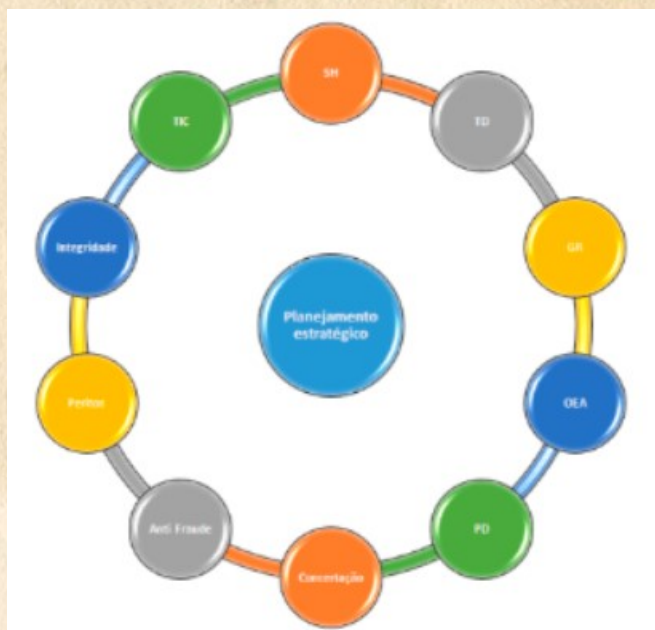 SH
TIC
TD
Integridade
GR
Planejamento
estratégico
Peritos
OEA
Anti Fraude
PD
Concertação